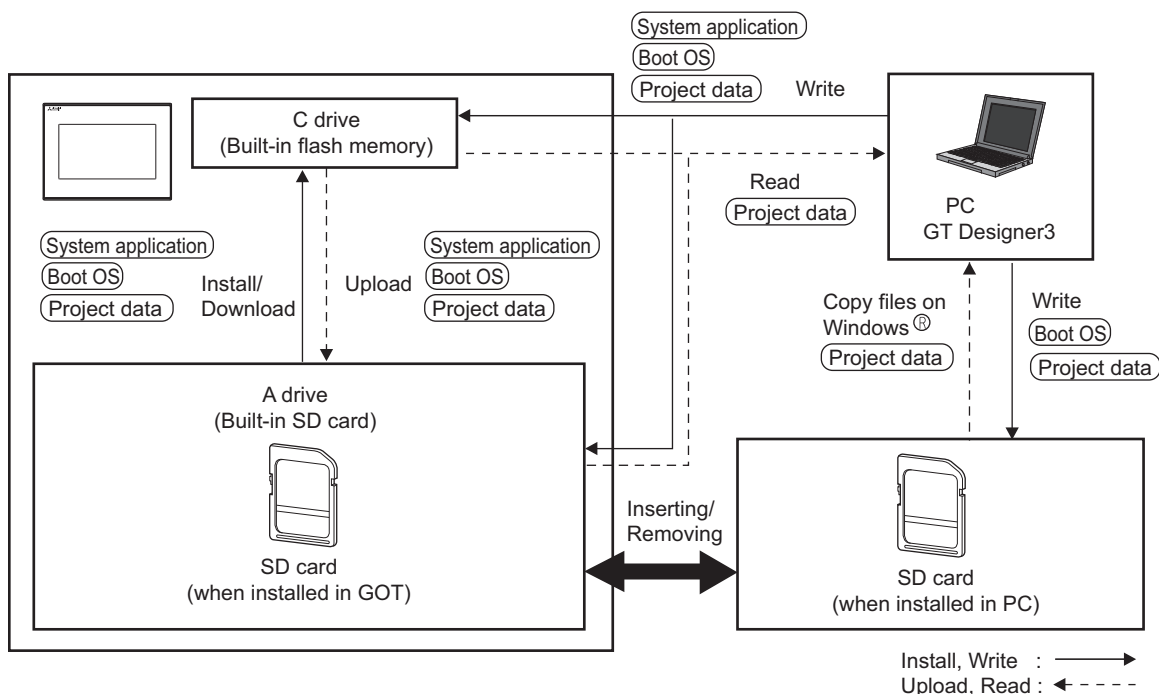 System application
Boot OS
Project data
Write
C drive
(Built-in flash memory)
Read
Project data
PC
GT Designer3
System application
Boot OS
Project data
Install/
Download
Upload
System application
Boot OS
Project data
Copy files on
Windows ®
Project data
Write
Boot OS
Project data
A drive
(Built-in SD card)
SD card
(when installed in GOT)
Inserting/
Removing
SD card
(when installed in PC)
Install, Write :
Upload, Read :